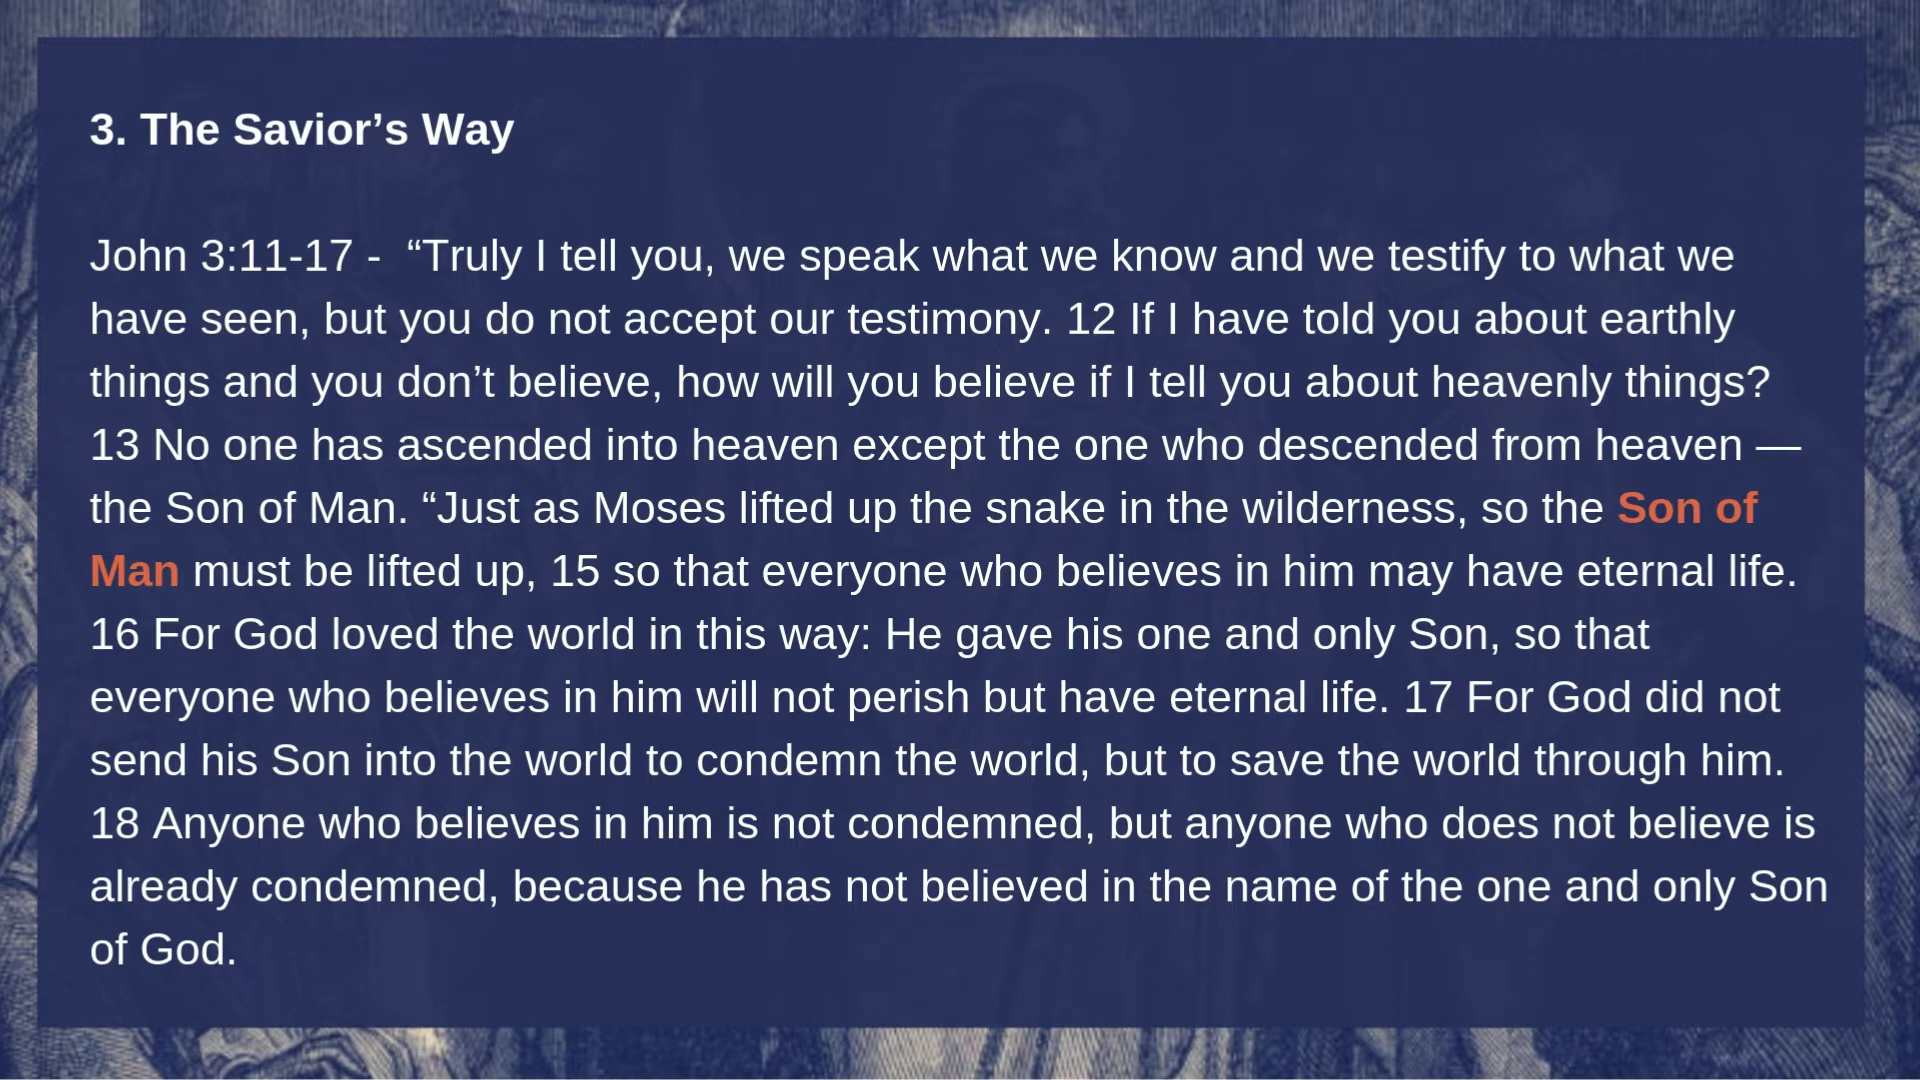 3. The Savior’s Way
John 3:11-17 -  “Truly I tell you, we speak what we know and we testify to what we
have seen, but you do not accept our testimony. 12 If I have told you about earthly
things and you don’t believe, how will you believe if I tell you about heavenly things?
13 No one has ascended into heaven except the one who descended from heaven —
the Son of Man. “Just as Moses lifted up the snake in the wilderness, so the Son of
Man must be lifted up, 15 so that everyone who believes in him may have eternal life.
16 For God loved the world in this way: He gave his one and only Son, so that
everyone who believes in him will not perish but have eternal life. 17 For God did not
send his Son into the world to condemn the world, but to save the world through him.
18 Anyone who believes in him is not condemned, but anyone who does not believe is
already condemned, because he has not believed in the name of the one and only Son
of God.